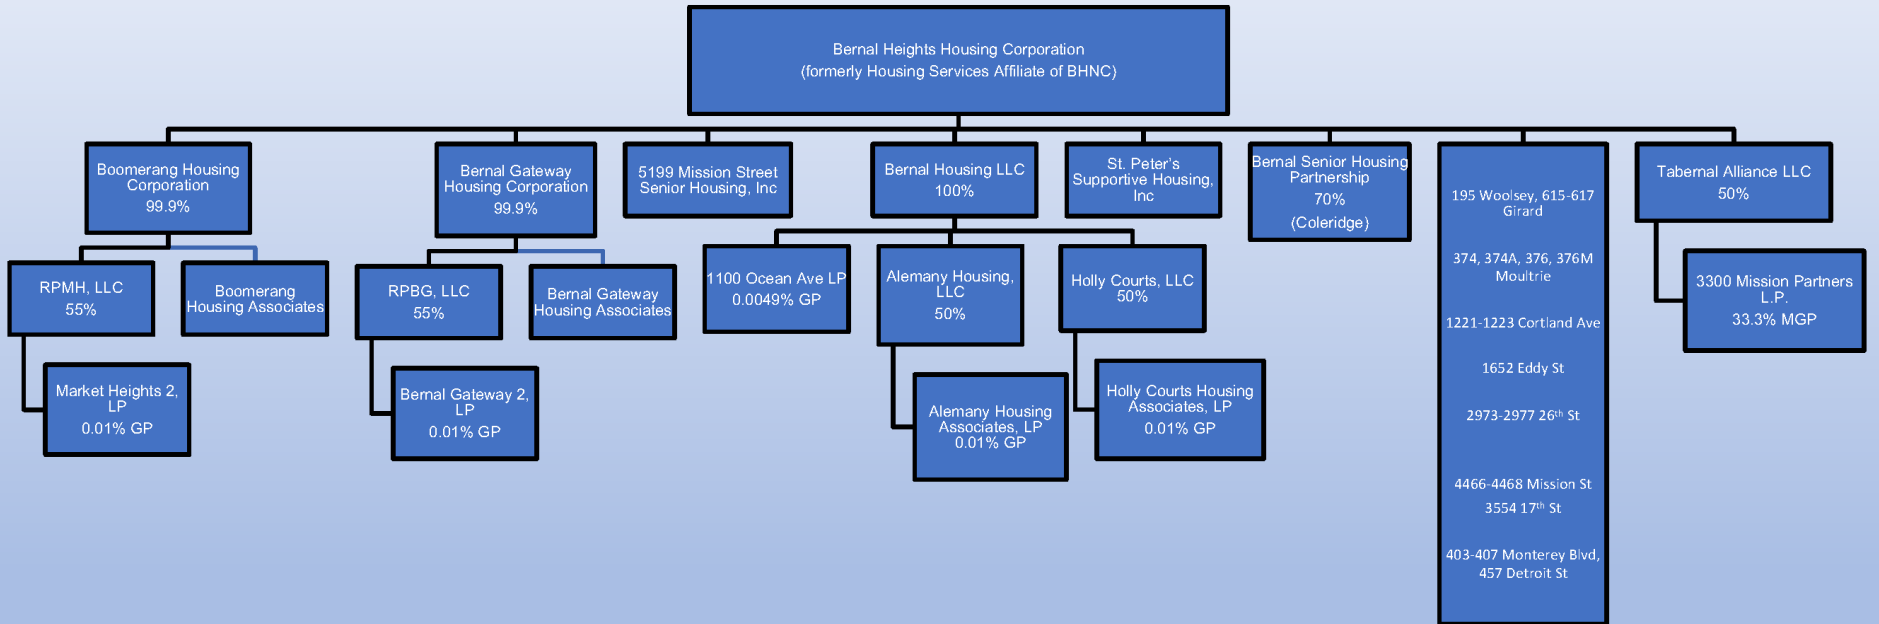 Bernal Heights Housing Corporation
(formerly Housing Services Affiliate of BHNC)
Boomerang Housing
Corporation
99.9%
Bernal Gateway
Housing Corporation
99.9%
5199 Mission Street
Senior Housing, Inc
Bernal Housing LLC
100%
St. Peter's
Supportive Housing,
Inc
Bernal Senior Housing
Partnership
70%
(Coleridge)
195 Woolsey, 615-617
Girard
374, 374A, 376, 376M
Moultrie
1221-1223 Cortland Ave
1652 Eddy St
2973-2977 26th St
4466-4468 Mission St
3554 17th St
403-407 Monterey Blvd,
457 Detroit St
Tabernal Alliance LLC
50%
RPMH, LLC
55%
Boomerang
Housing Associates
RPBG, LLC
55%
Bernal Gateway
Housing Associates
1100 Ocean Ave LP
0.0049% GP
Alemany Housing,
LLC
50%
Holly Courts, LLC
50%
3300 Mission Partners
L.P.
33.3% MGP
Market Heights 2,
LP
0.01% GP
Bernal Gateway 2,
LP
0.01% GP
Alemany Housing
Associates, LP
0.01% GP
Holly Courts Housing
Associates, LP
0.01% GP